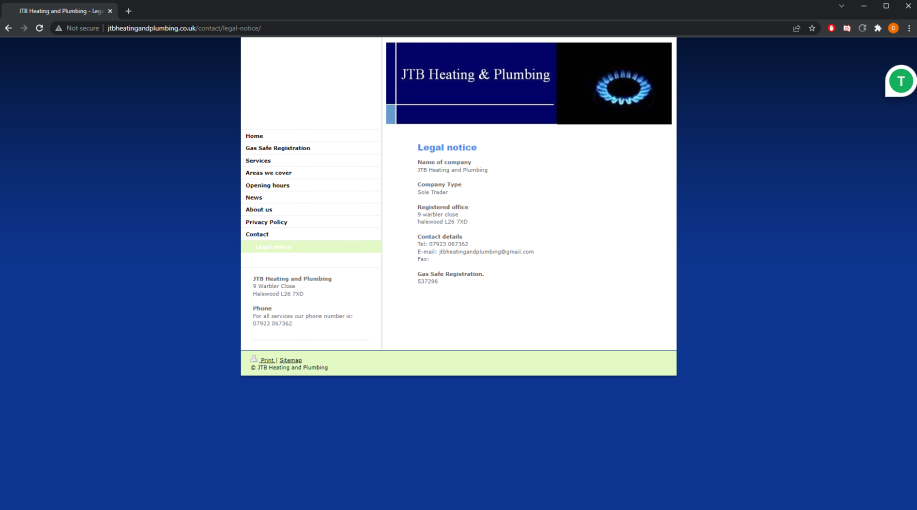 JTB Heating and Plumbing - Lega
Not secure | jtbheatingandplumbing.co.uk/contact/legal-notice/
JTB Heating & Plumbing
T
Home
Gas Safe Registration
Services
Areas we cover
Opening hours
News
About us
Privacy Policy
Contact
Legal notice
JTB Heating and Plumbing
9 Warbler Close
Halewood L26 7XD
Phone
For all services our phone number is:
07923 067362
Legal notice
Name of company
JTB Heating and Plumbing
Company Type
Sole Trader
Registered office
9 warbler close
halewood L26 7XD
Contact details
Tel: 07923 067362
E-mail: jtbheatingandplumbing@gmail.com
Fax:
Gas Safe Registration.
537296
Print | Sitemap
© JTB Heating and Plumbing